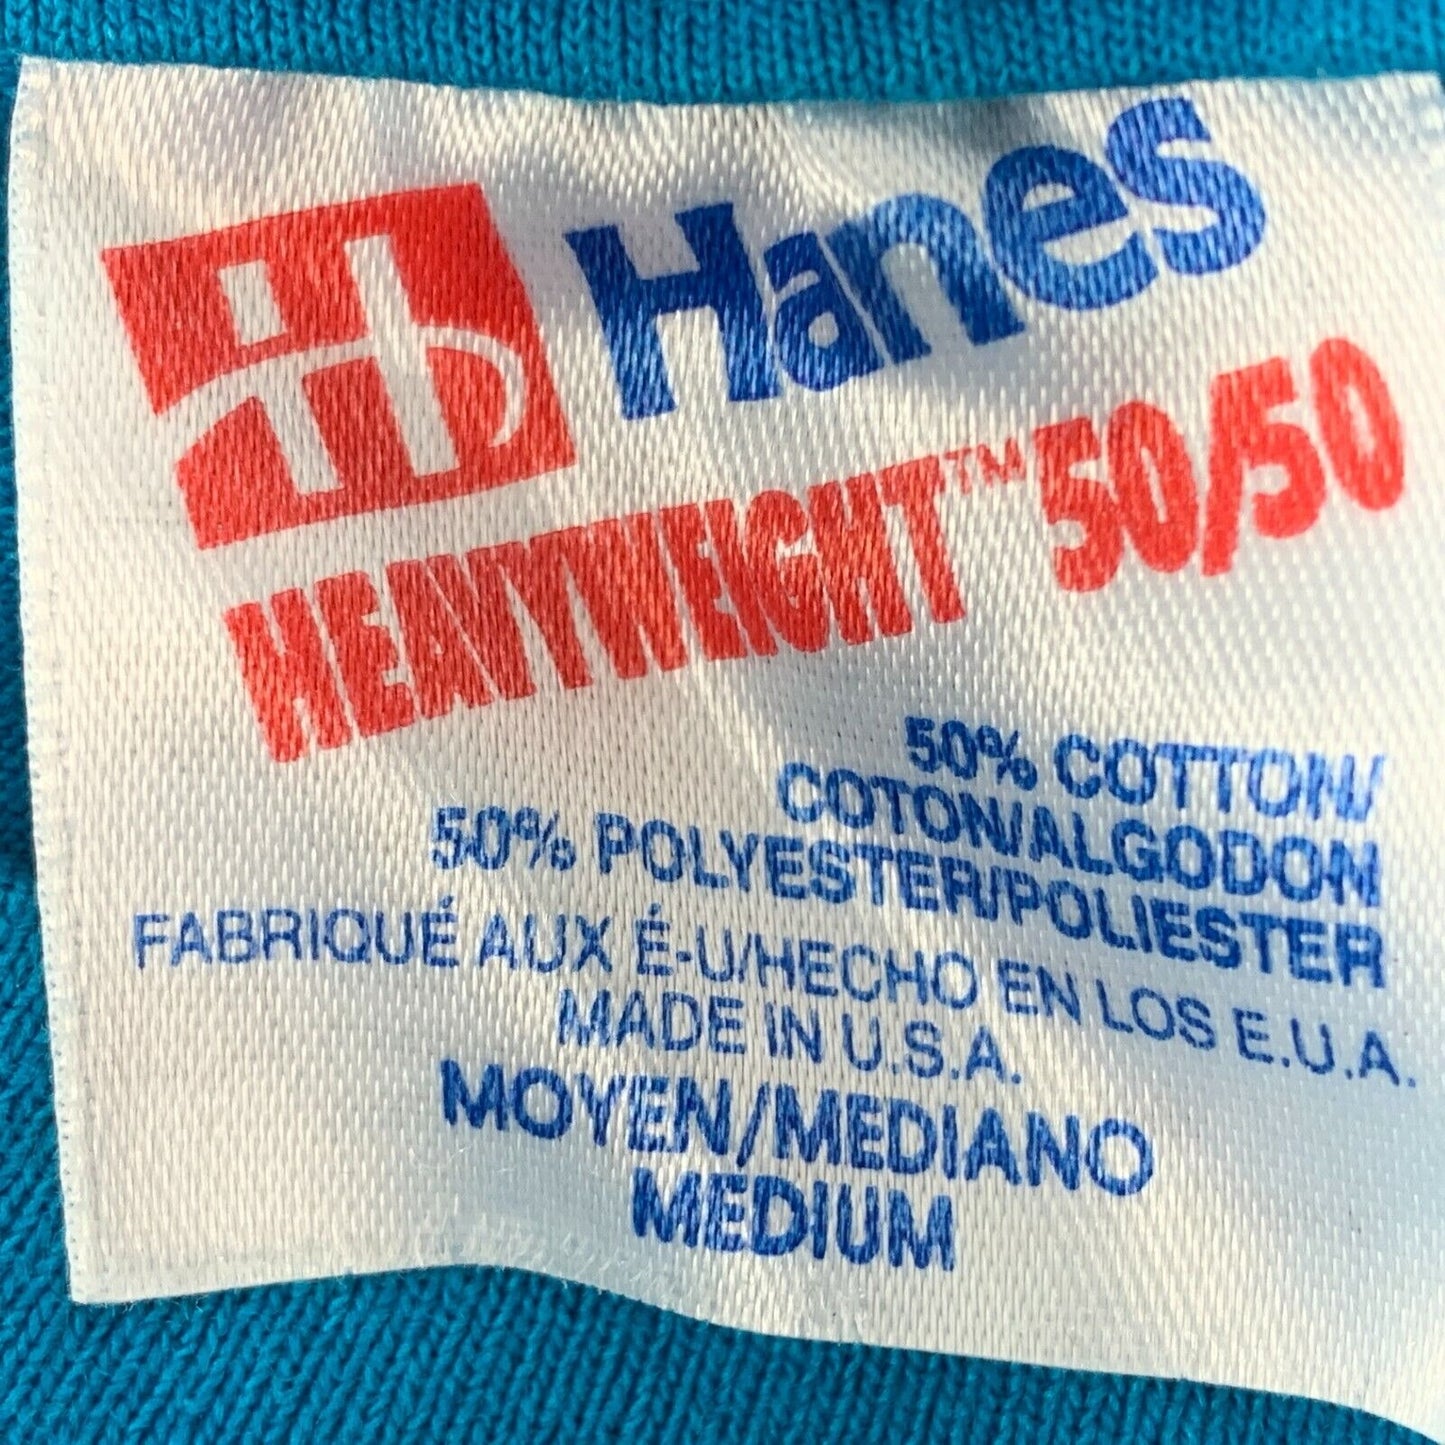 Hanes
HEAVYWEIGHT™ 50/50
50% COTTON/
COTON/ALGODON
50% POLYESTER/POLIESTER
FABRIQUÉ AUX É-U/HECHO EN LOS E.U.A.
MADE IN U.S.A.
MOYEN/MEDIANO
MEDIUM